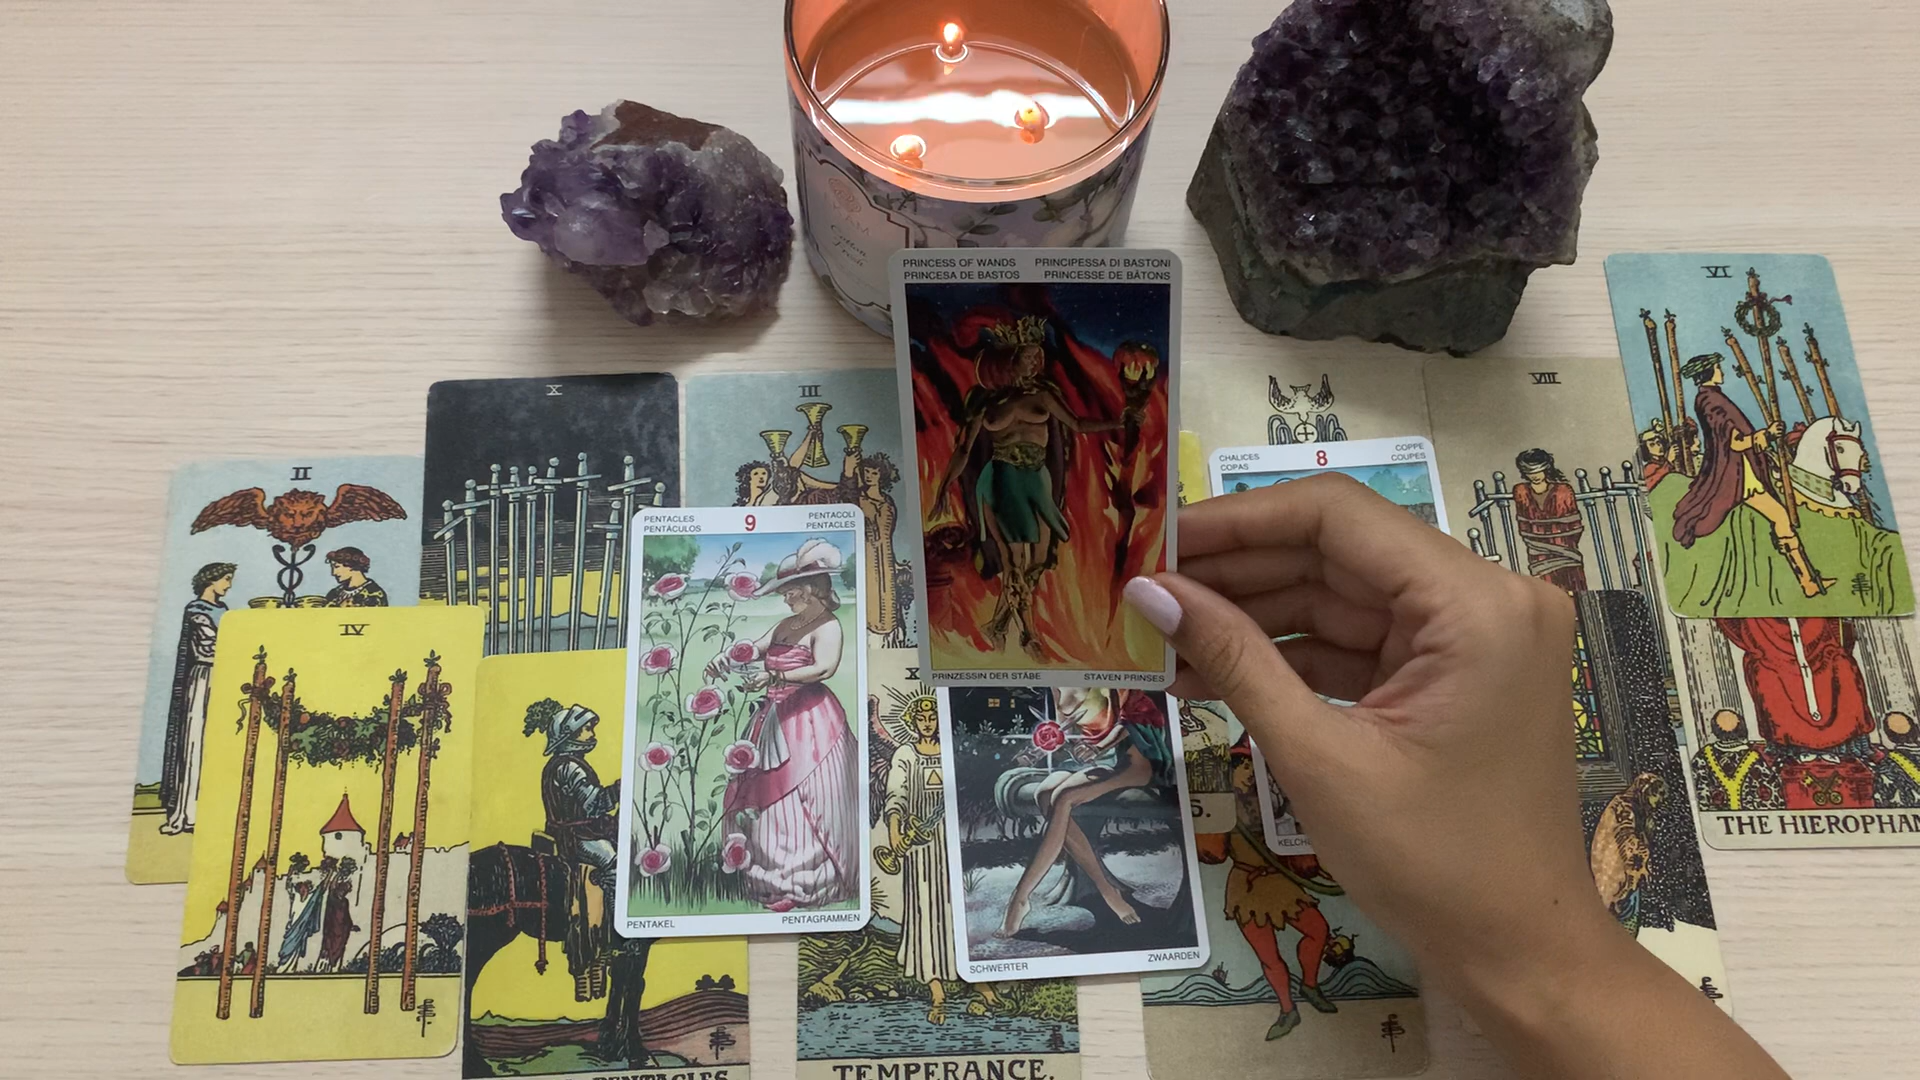 PRINCESS OF WANDS PRINCIPESSA DI BASTONI
PRINCESA DE BASTOS PRINCESSE DE BÂTONS
VI
X
III
VIII
CHALICES 8 COPPE
COPAS COUPES
II
PENTACLES 9 PENTACOLI
PENTÁCULOS PENTACLES
IV
PRINZESSIN DER STÄBE STAVEN PRINSES
X
S.
THE HIEROPHAN
KELCH
PENTAKEL PENTAGRAMMEN
SCHWERTER ZWAARDEN
PENTACLES
TEMPERANCE.